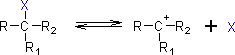 X
R—C—R₂ ⇌ R—C⁺—R₂ + X
R₁ R₁